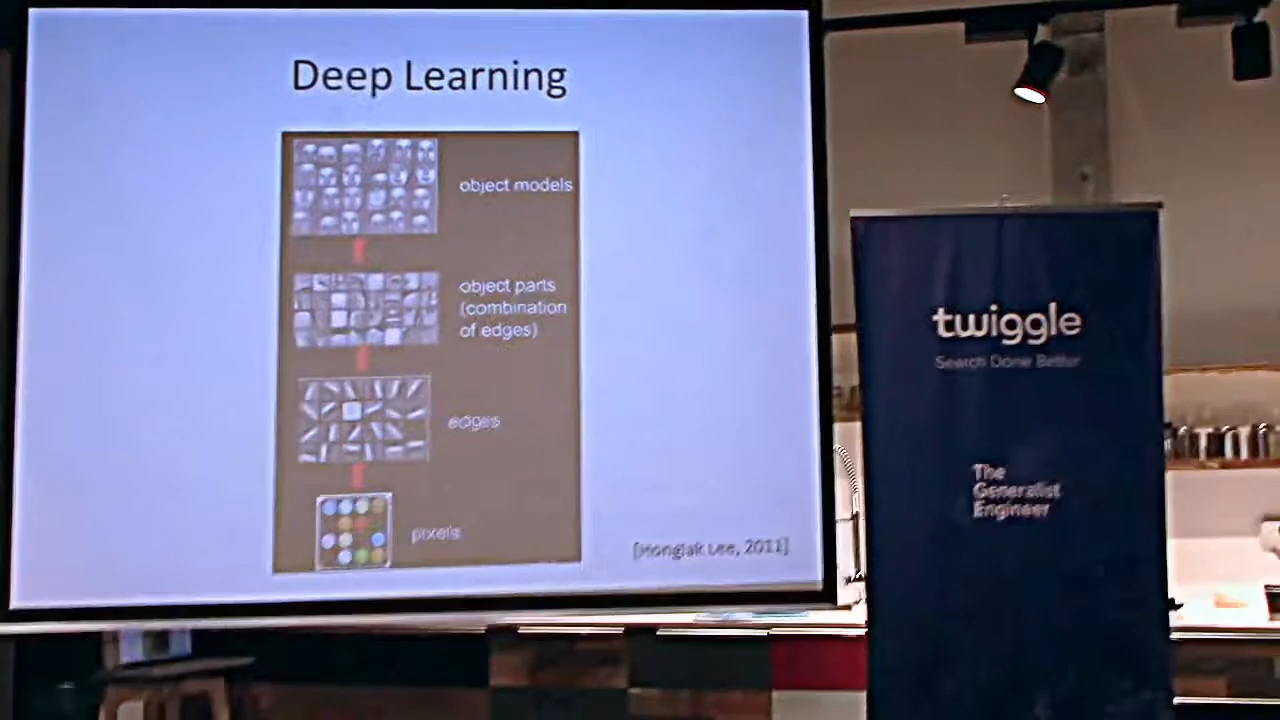 Deep Learning
object models
object parts
(combination
of edges)
edges
pixels
[Honglak Lee, 2011]
twiggle
Search Done Better
The
Generalist
Engineer